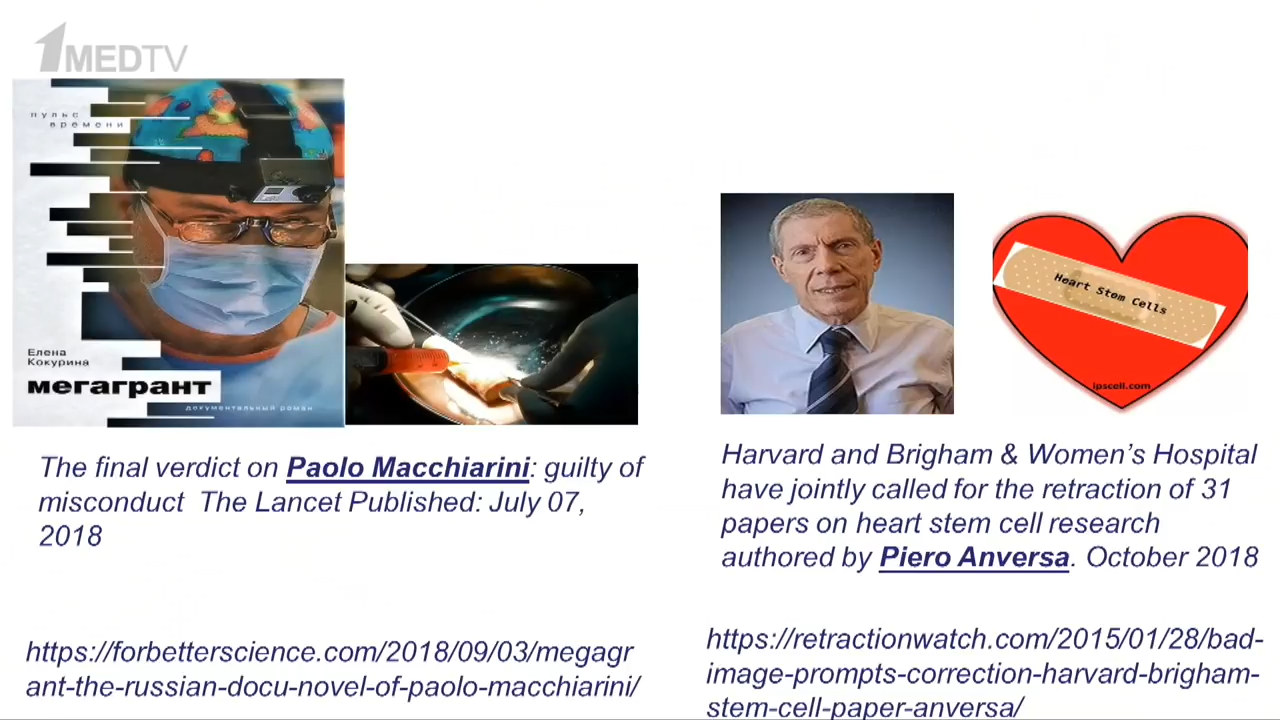 1MEDTV
пульс
времени
Елена
Кокурина
мегагрант
документальный роман
Heart Stem Cells
ipscell.com
The final verdict on Paolo Macchiarini: guilty of
misconduct The Lancet Published: July 07,
2018
Harvard and Brigham & Women’s Hospital
have jointly called for the retraction of 31
papers on heart stem cell research
authored by Piero Anversa. October 2018
https://forbetterscience.com/2018/09/03/megagr
ant-the-russian-docu-novel-of-paolo-macchiarini/
https://retractionwatch.com/2015/01/28/bad-
image-prompts-correction-harvard-brigham-
stem-cell-paper-anversa/